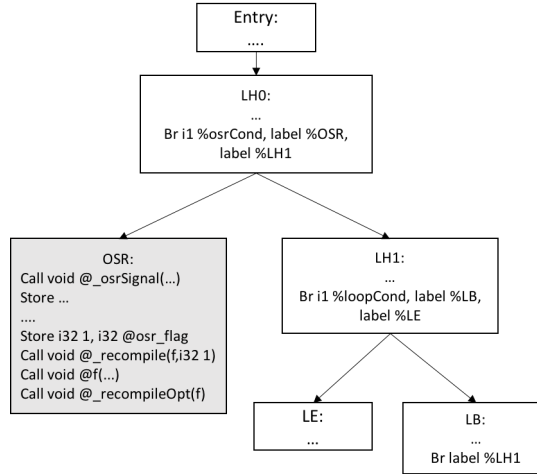 Entry:
....
LH0:
...
Br i1 %osrCond, label %OSR,
label %LH1
OSR:
Call void @_osrSignal(...)
Store ...
....
Store i32 1, i32 @osr_flag
Call void @_recompile(f,i32 1)
Call void @f(...)
Call void @_recompileOpt(f)
LH1:
...
Br i1 %loopCond, label %LB,
label %LE
LE:
...
LB:
...
Br label %LH1